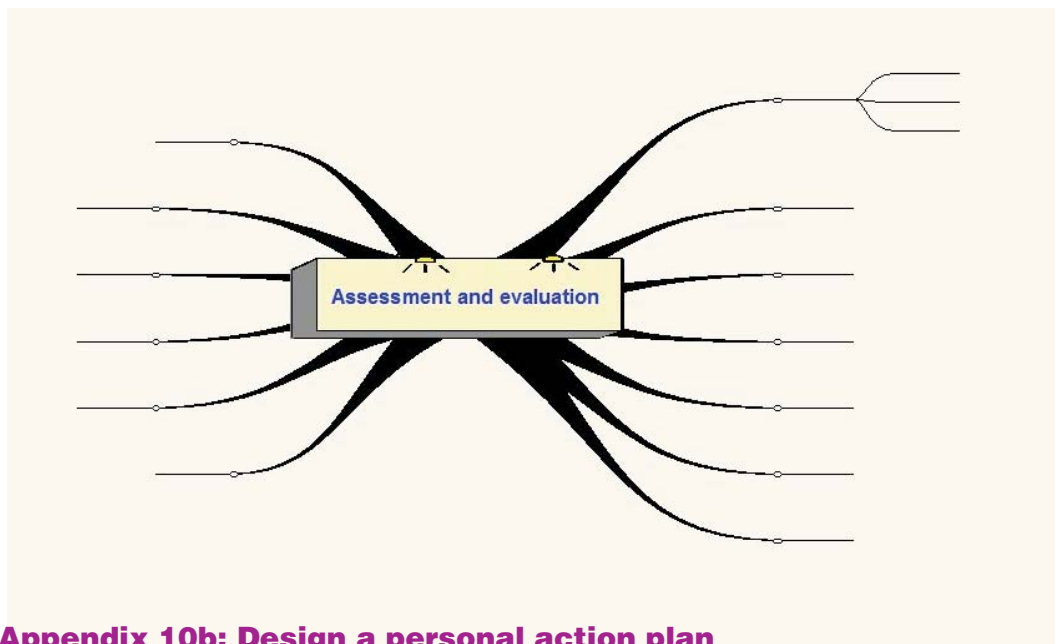 Assessment and evaluation
Appendix 10b: Design a personal action plan